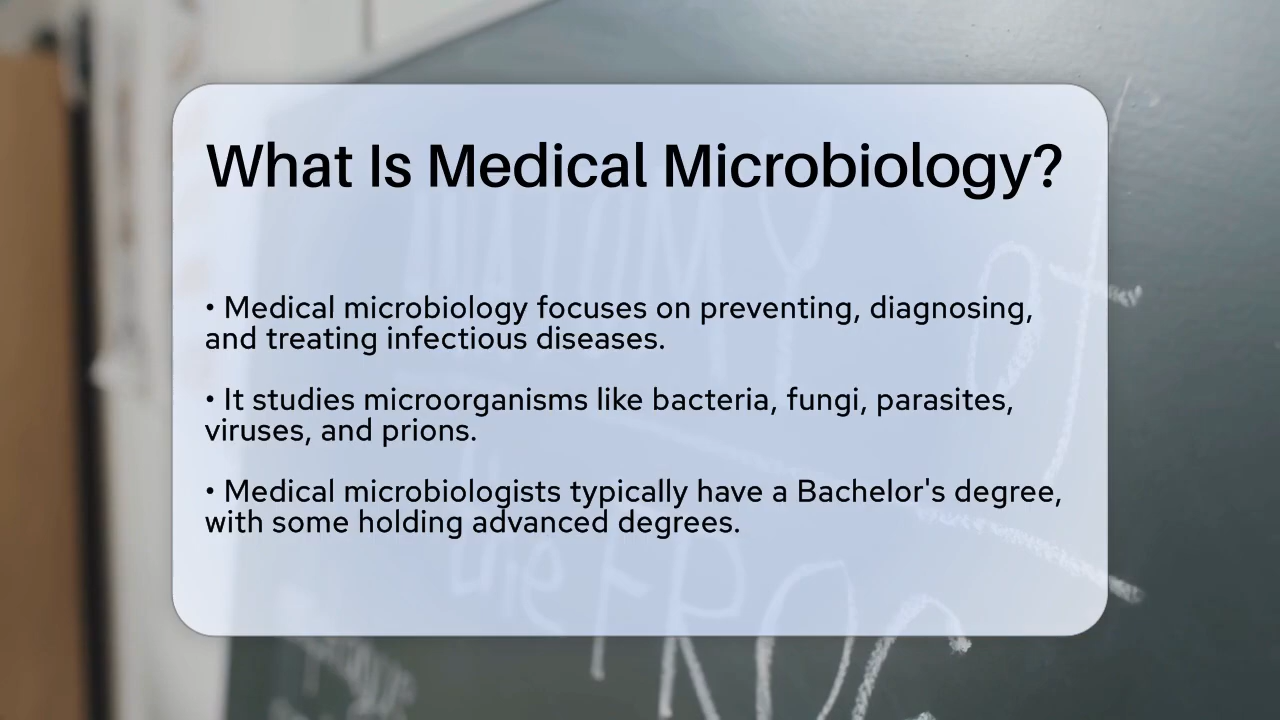 What Is Medical Microbiology?
• Medical microbiology focuses on preventing, diagnosing,
and treating infectious diseases.
• It studies microorganisms like bacteria, fungi, parasites,
viruses, and prions.
• Medical microbiologists typically have a Bachelor's degree,
with some holding advanced degrees.